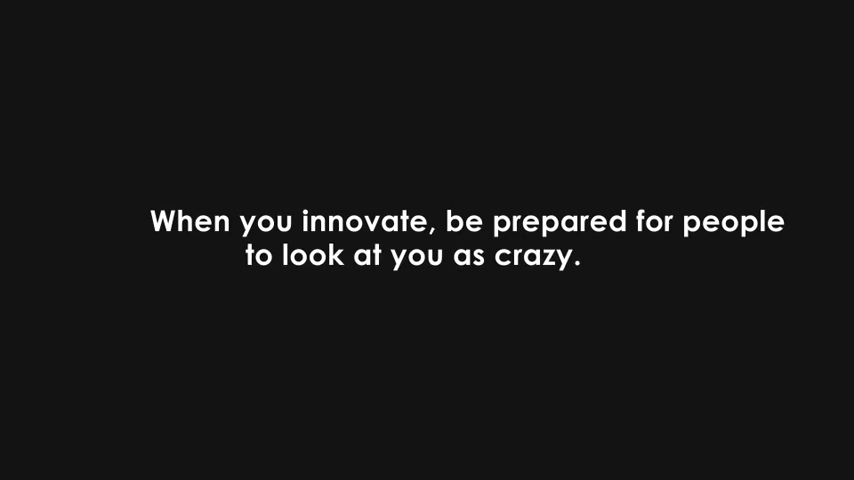 When you innovate, be prepared for people
to look at you as crazy.